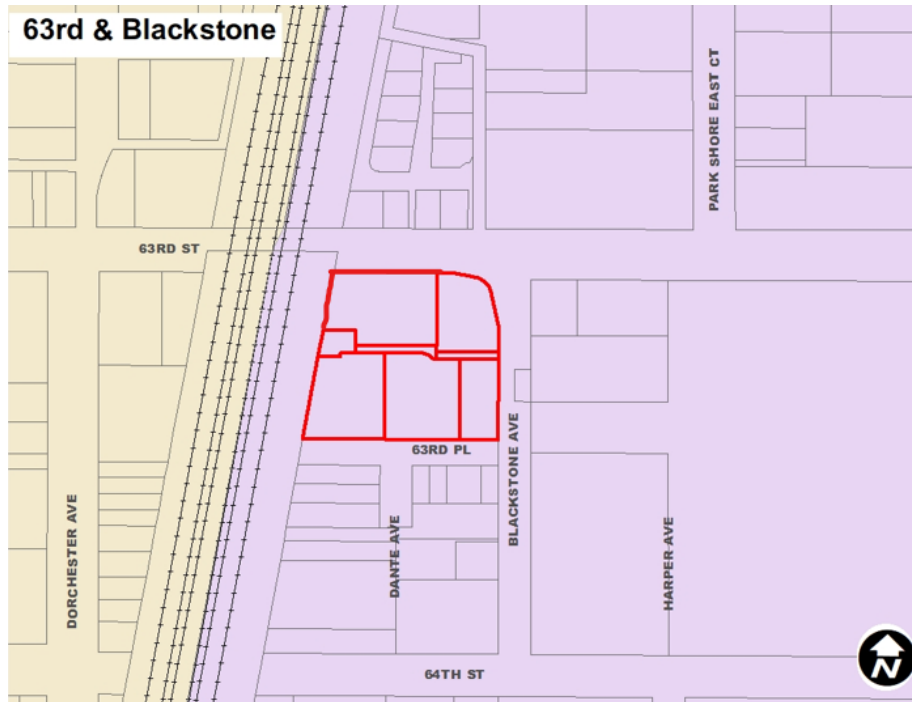 63rd & Blackstone
PARK SHORE EAST CT
63RD ST
63RD PL
BLACKSTONE AVE
DORCHESTER AVE
DANTE AVE
HARPER AVE
64TH ST
N